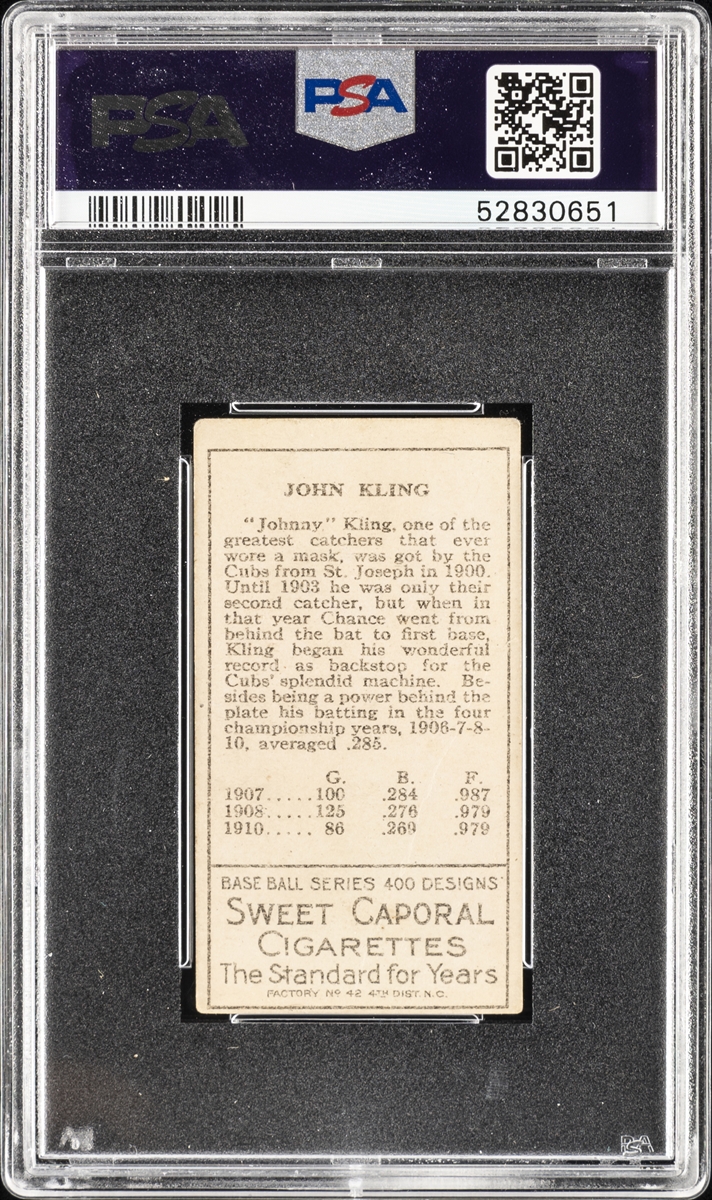 PSA
PSA
52830651
JOHN KLING
"Johnny" Kling, one of the
greatest catchers that ever
wore a mask, was got by the
Cubs from St. Joseph in 1900.
Until 1903 he was only their
second catcher, but when in
that year Chance went from
behind the bat to first base,
Kling began his wonderful
record as backstop for the
Cubs' splendid machine. Be-
sides being a power behind the
plate his batting in the four
championship years, 1906-7-8-
10, averaged .285.
G. B. F.
1907.....100 .284 .987
1908.....125 .276 .979
1910..... 86 .269 .979
BASE BALL SERIES 400 DESIGNS
SWEET CAPORAL
CIGARETTES
The Standard for Years
FACTORY No 42 4TH DIST. N.C.
PSA